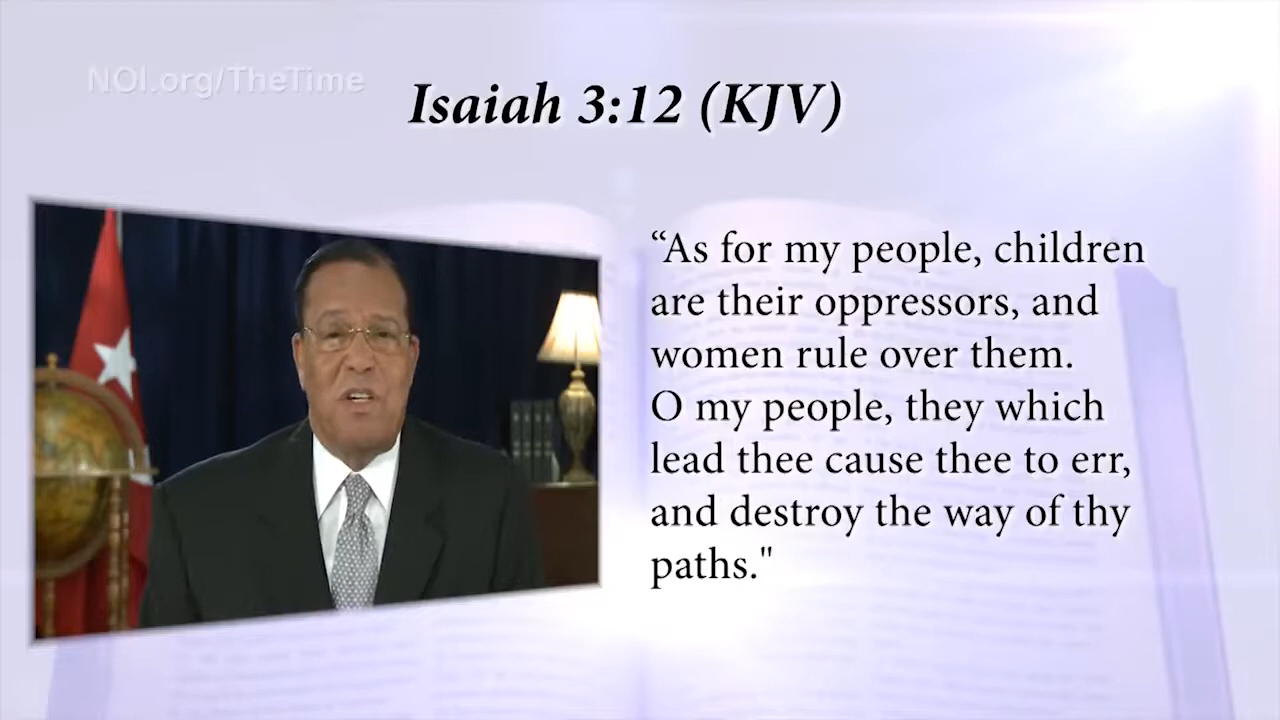 NOI.org/TheTime
Isaiah 3:12 (KJV)
“As for my people, children
are their oppressors, and
women rule over them.
O my people, they which
lead thee cause thee to err,
and destroy the way of thy
paths."